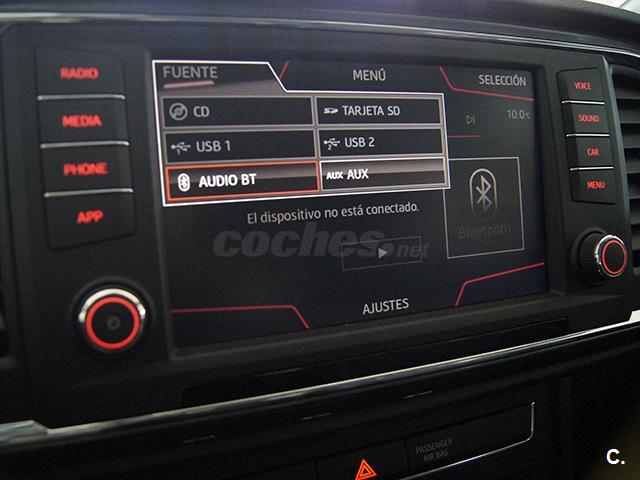 RADIO
MEDIA
PHONE
APP
FUENTE
MENÚ
SELECCIÓN
CD
TARJETA SD
USB 1
USB 2
AUDIO BT
AUX AUX
10.0°C
El dispositivo no está conectado.
Bluetooth
AJUSTES
VOICE
SOUND
CAR
MENU
coches.net
PASSENGER
AIR BAG
C.